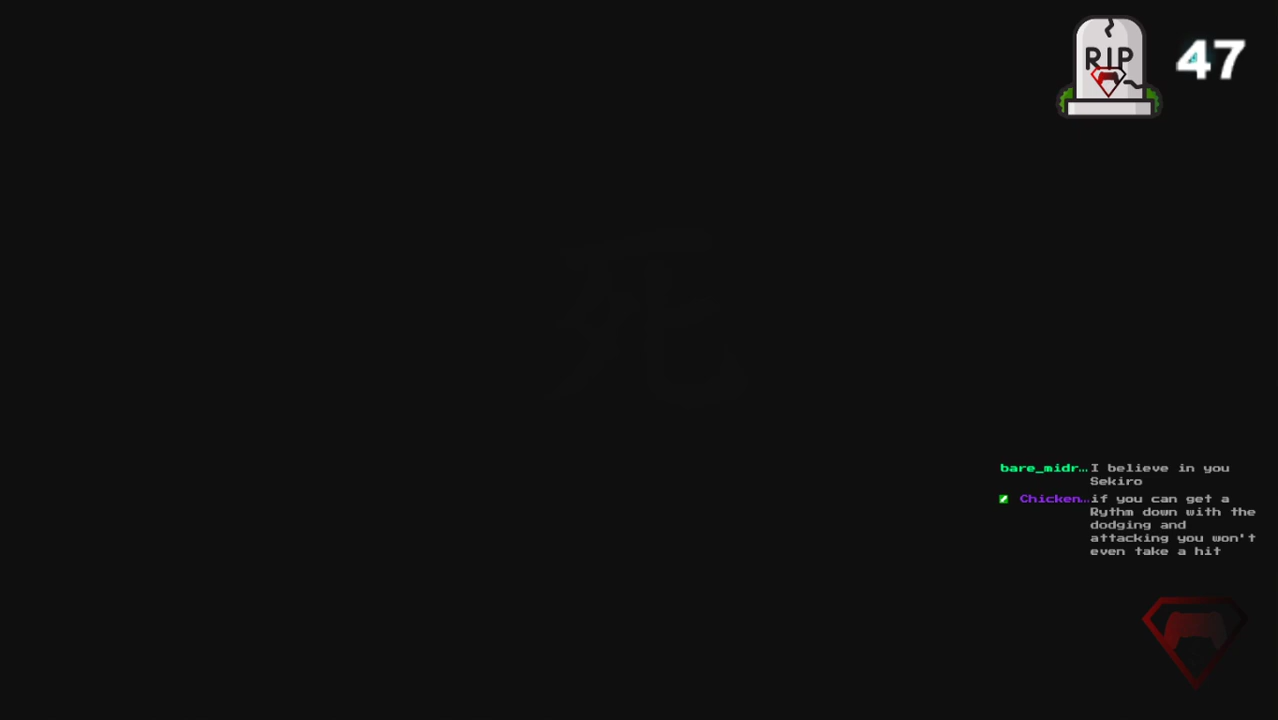 RIP
47
死
bare_midr… I believe in you
Sekiro
Chicken… if you can get a
Rythm down with the
dodging and
attacking you won't
even take a hit